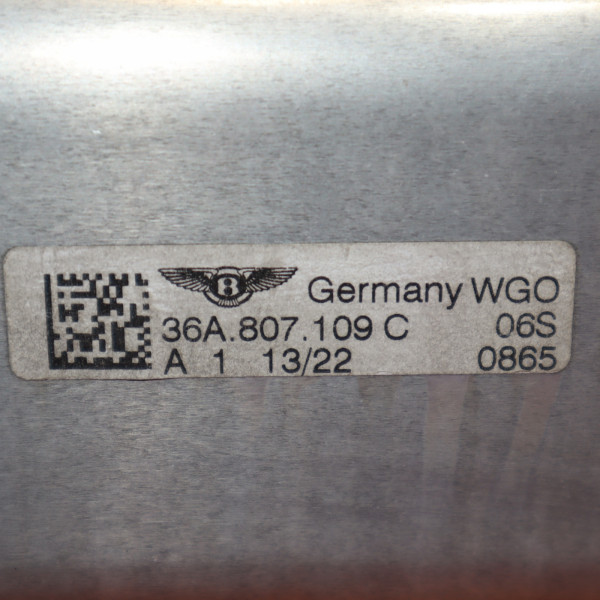 B
Germany WGO
36A.807.109 C 06S
A 1 13/22 0865